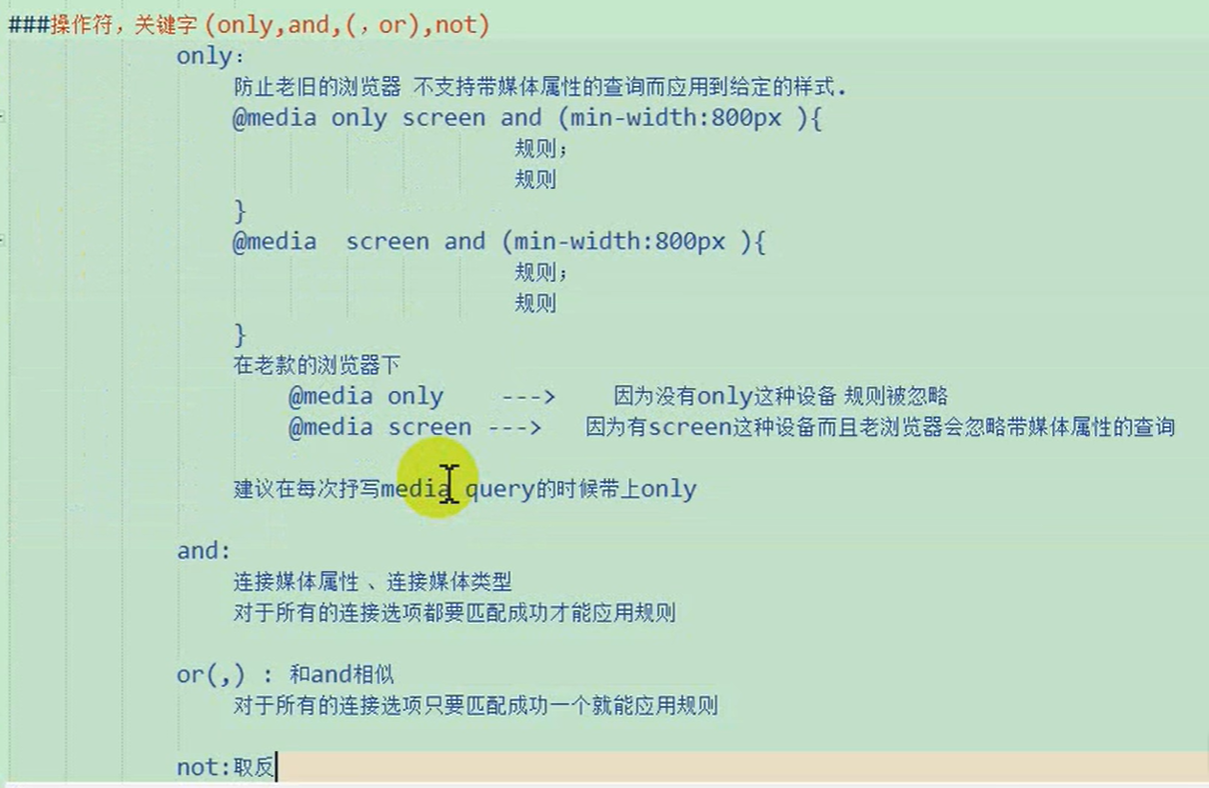 ###操作符，关键字 (only,and,(，or),not)
only：
防止老旧的浏览器 不支持带媒体属性的查询而应用到给定的样式.
@media only screen and (min-width:800px ){
规则；
规则
}
@media  screen and (min-width:800px ){
规则；
规则
}
在老款的浏览器下
@media only    --->    因为没有only这种设备 规则被忽略
@media screen --->   因为有screen这种设备而且老浏览器会忽略带媒体属性的查询
建议在每次抒写media query的时候带上only
and:
连接媒体属性 、连接媒体类型
对于所有的连接选项都要匹配成功才能应用规则
or(,) : 和and相似
对于所有的连接选项只要匹配成功一个就能应用规则
not:取反